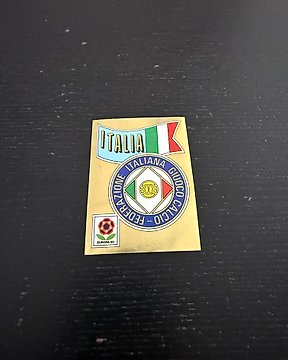 ITALIA
FEDERAZIONE ITALIANA GIUOCO CALCIO -
EUROPA 80